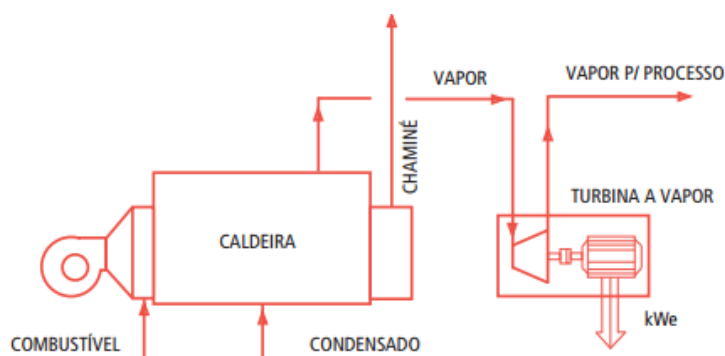 VAPOR
VAPOR P/ PROCESSO
CHAMINÉ
TURBINA A VAPOR
CALDEIRA
kWe
COMBUSTÍVEL
CONDENSADO